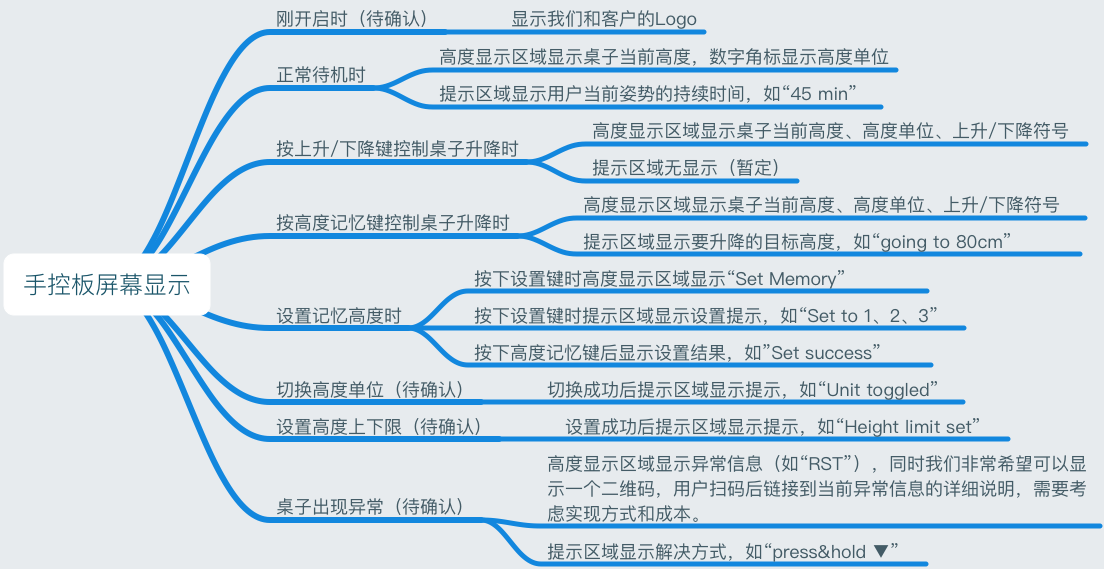 手控板屏幕显示
刚开启时（待确认）
显示我们和客户的Logo
正常待机时
高度显示区域显示桌子当前高度，数字角标显示高度单位
提示区域显示用户当前姿势的持续时间，如“45 min”
按上升/下降键控制桌子升降时
高度显示区域显示桌子当前高度、高度单位、上升/下降符号
提示区域无显示（暂定）
按高度记忆键控制桌子升降时
高度显示区域显示桌子当前高度、高度单位、上升/下降符号
提示区域显示要升降的目标高度，如“going to 80cm”
设置记忆高度时
按下设置键时高度显示区域显示“Set Memory”
按下设置键时提示区域显示设置提示，如“Set to 1、2、3”
按下高度记忆键后显示设置结果，如”Set success”
切换高度单位（待确认）
切换成功后提示区域显示提示，如“Unit toggled”
设置高度上下限（待确认）
设置成功后提示区域显示提示，如“Height limit set”
桌子出现异常（待确认）
高度显示区域显示异常信息（如“RST”），同时我们非常希望可以显
示一个二维码，用户扫码后链接到当前异常信息的详细说明，需要考
虑实现方式和成本。
提示区域显示解决方式，如“press&hold ▼”